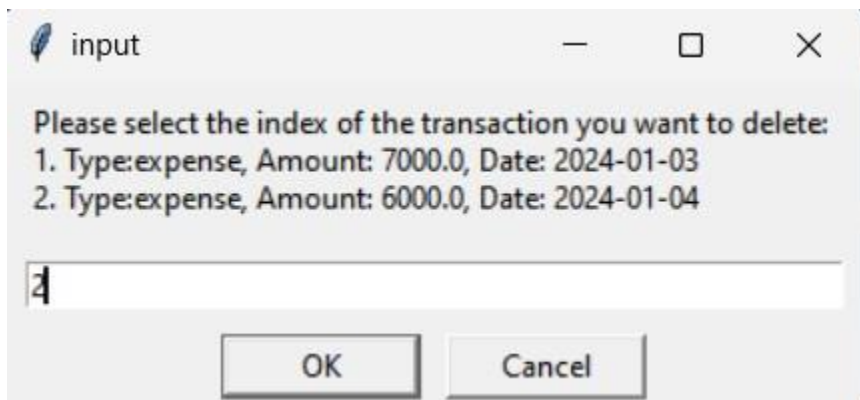 input
Please select the index of the transaction you want to delete:
1. Type:expense, Amount: 7000.0, Date: 2024-01-03
2. Type:expense, Amount: 6000.0, Date: 2024-01-04
2
OK Cancel